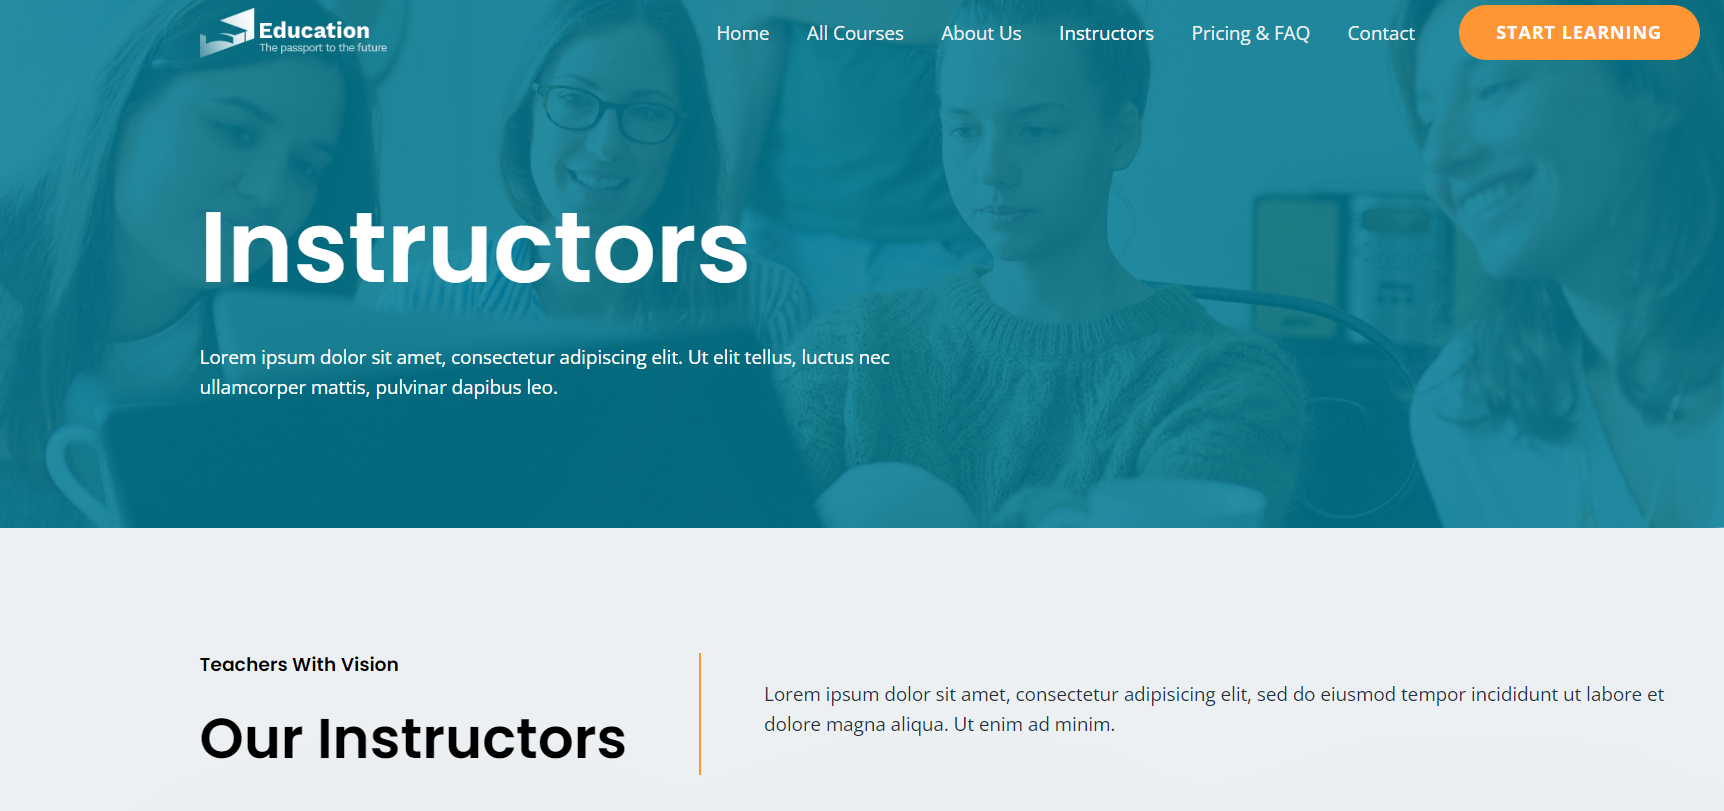 Education
The passport to the future
Home
All Courses
About Us
Instructors
Pricing & FAQ
Contact
START LEARNING
Instructors
Lorem ipsum dolor sit amet, consectetur adipiscing elit. Ut elit tellus, luctus nec
ullamcorper mattis, pulvinar dapibus leo.
Teachers With Vision
Our Instructors
Lorem ipsum dolor sit amet, consectetur adipisicing elit, sed do eiusmod tempor incididunt ut labore et
dolore magna aliqua. Ut enim ad minim.